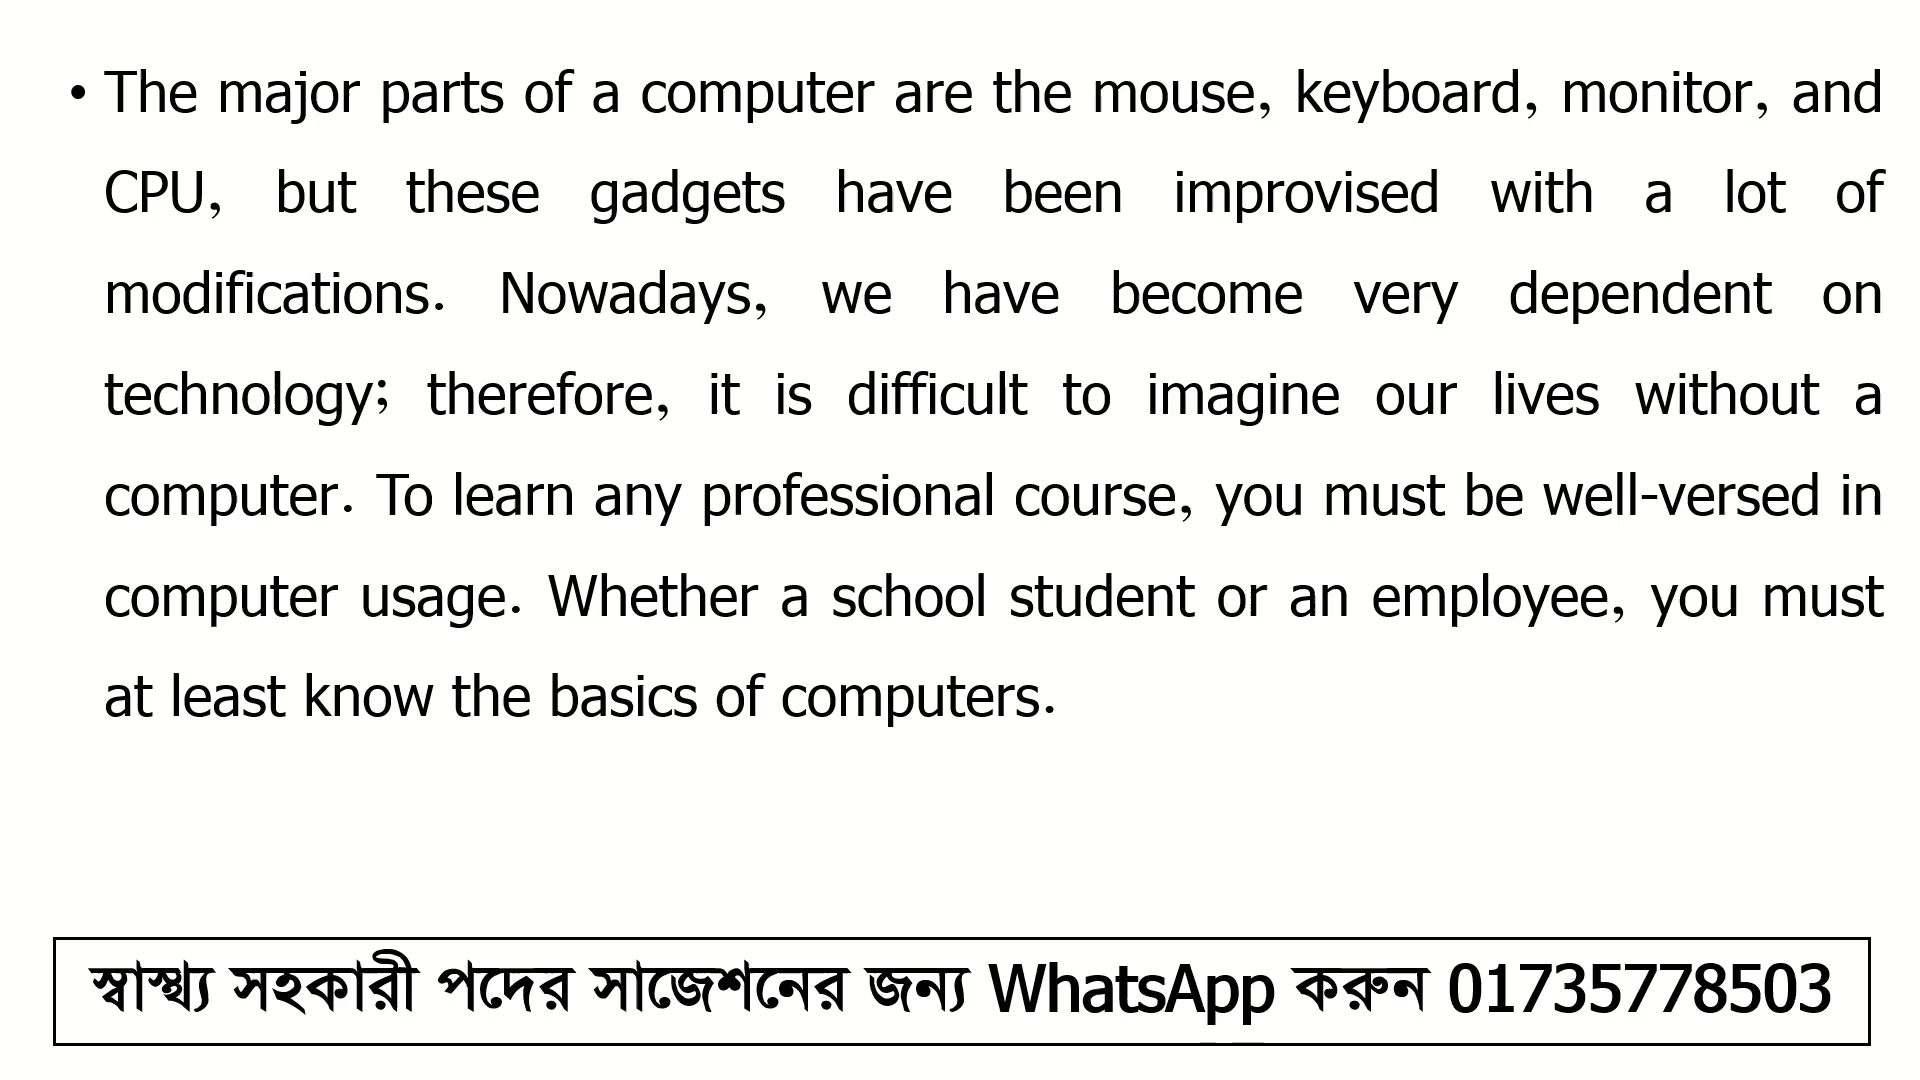 • The major parts of a computer are the mouse, keyboard, monitor, and
CPU, but these gadgets have been improvised with a lot of
modifications. Nowadays, we have become very dependent on
technology; therefore, it is difficult to imagine our lives without a
computer. To learn any professional course, you must be well-versed in
computer usage. Whether a school student or an employee, you must
at least know the basics of computers.
স্বাস্থ্য সহকারী পদের সাজেশনের জন্য WhatsApp করুন 01735778503